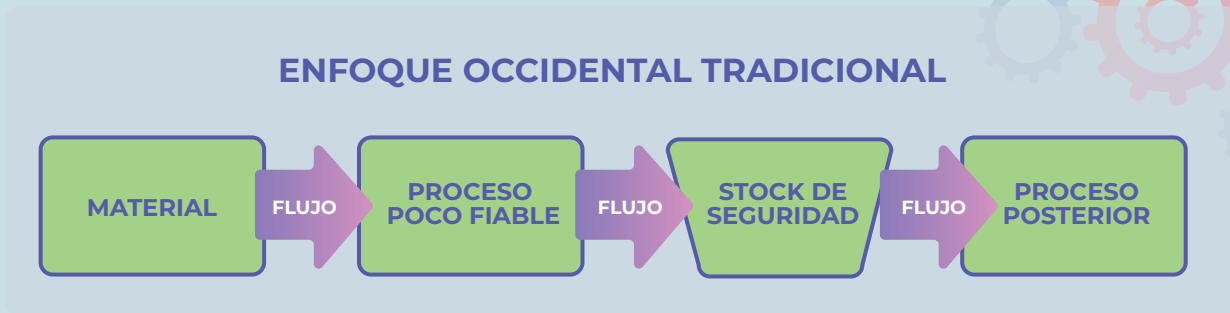 ENFOQUE OCCIDENTAL TRADICIONAL
MATERIAL
FLUJO
PROCESO
POCO FIABLE
FLUJO
STOCK DE
SEGURIDAD
FLUJO
PROCESO
POSTERIOR